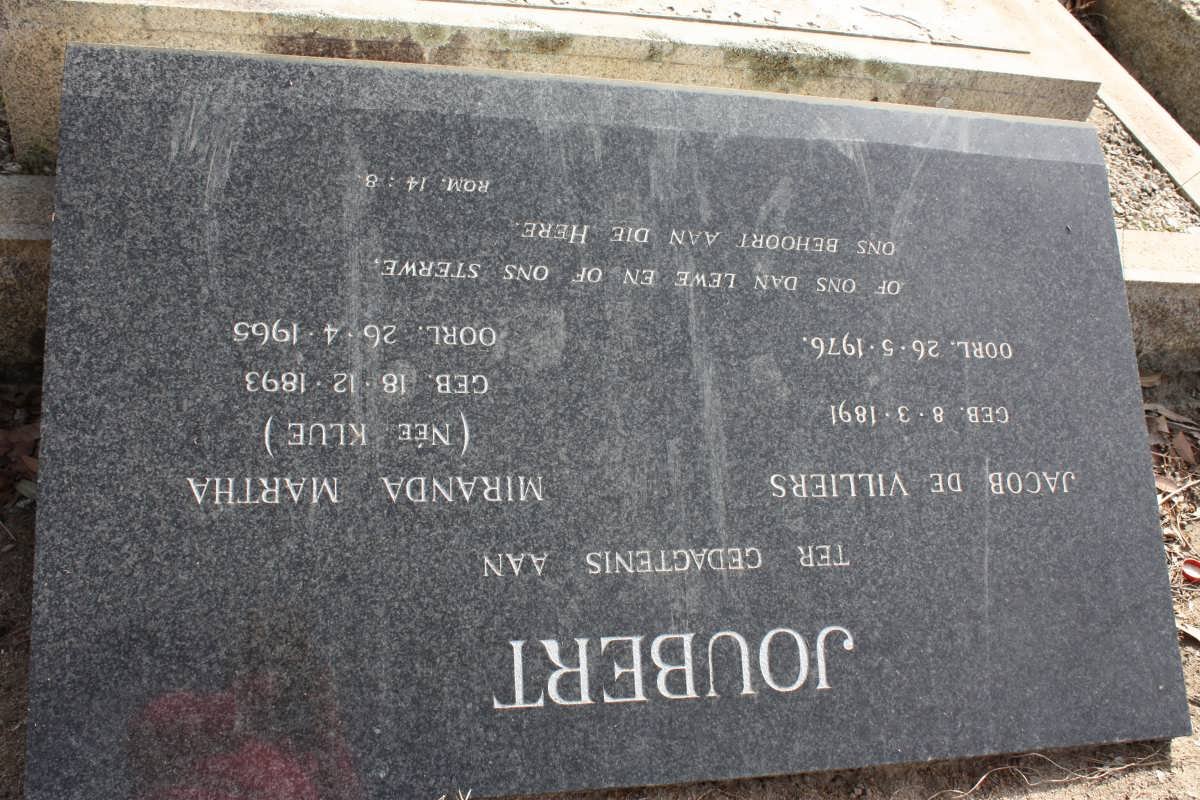 JOUBERT
TER GEDAGTENIS AAN
JACOB DE VILLIERS
GEB. 8·3·1891
OORL. 26·5·1976.
MIRANDA MARTHA
(NÉE KLUE)
GEB. 18·12·1893
OORL. 26·4·1965
OF ONS DAN LEWE EN OF ONS STERWE,
ONS BEHOORT AAN DIE HERE.
ROM. 14:8.